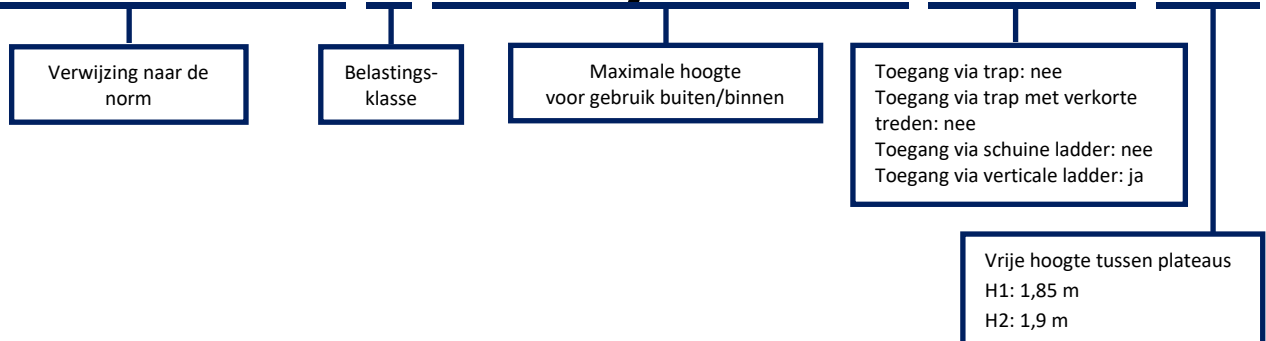 Verwijzing naar de
norm
Belastings-
klasse
Maximale hoogte
voor gebruik buiten/binnen
Toegang via trap: nee
Toegang via trap met verkorte
treden: nee
Toegang via schuine ladder: nee
Toegang via verticale ladder: ja
Vrije hoogte tussen plateaus
H1: 1,85 m
H2: 1,9 m